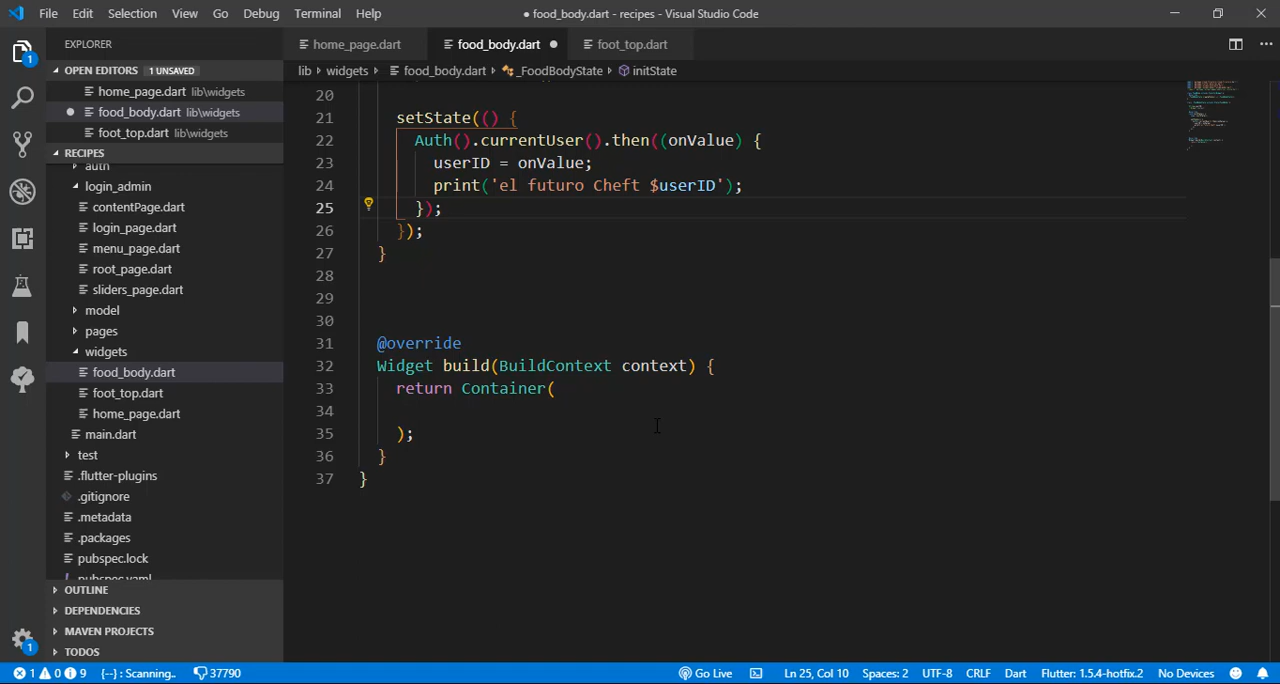 File Edit Selection View Go Debug Terminal Help
● food_body.dart - recipes - Visual Studio Code
EXPLORER
home_page.dart
food_body.dart
foot_top.dart
OPEN EDITORS 1 UNSAVED
lib › widgets › food_body.dart › _FoodBodyState › initState
home_page.dart lib\widgets
food_body.dart lib\widgets
foot_top.dart lib\widgets
RECIPES
auth
login_admin
contentPage.dart
login_page.dart
menu_page.dart
root_page.dart
sliders_page.dart
model
pages
widgets
food_body.dart
foot_top.dart
home_page.dart
main.dart
test
.flutter-plugins
.gitignore
.metadata
.packages
pubspec.lock
pubspec.yaml
OUTLINE
DEPENDENCIES
MAVEN PROJECTS
TODOS
20
21 setState(() {
22 Auth().currentUser().then((onValue) {
23 userID = onValue;
24 print('el futuro Cheft $userID');
25 });
26 });
27 }
28
29
30
31 @override
32 Widget build(BuildContext context) {
33 return Container(
34
35 );
36 }
37 }
1 0 9 {--} : Scanning.. 37790
Go Live Ln 25, Col 10 Spaces: 2 UTF-8 CRLF Dart Flutter: 1.5.4-hotfix.2 No Devices
1
1